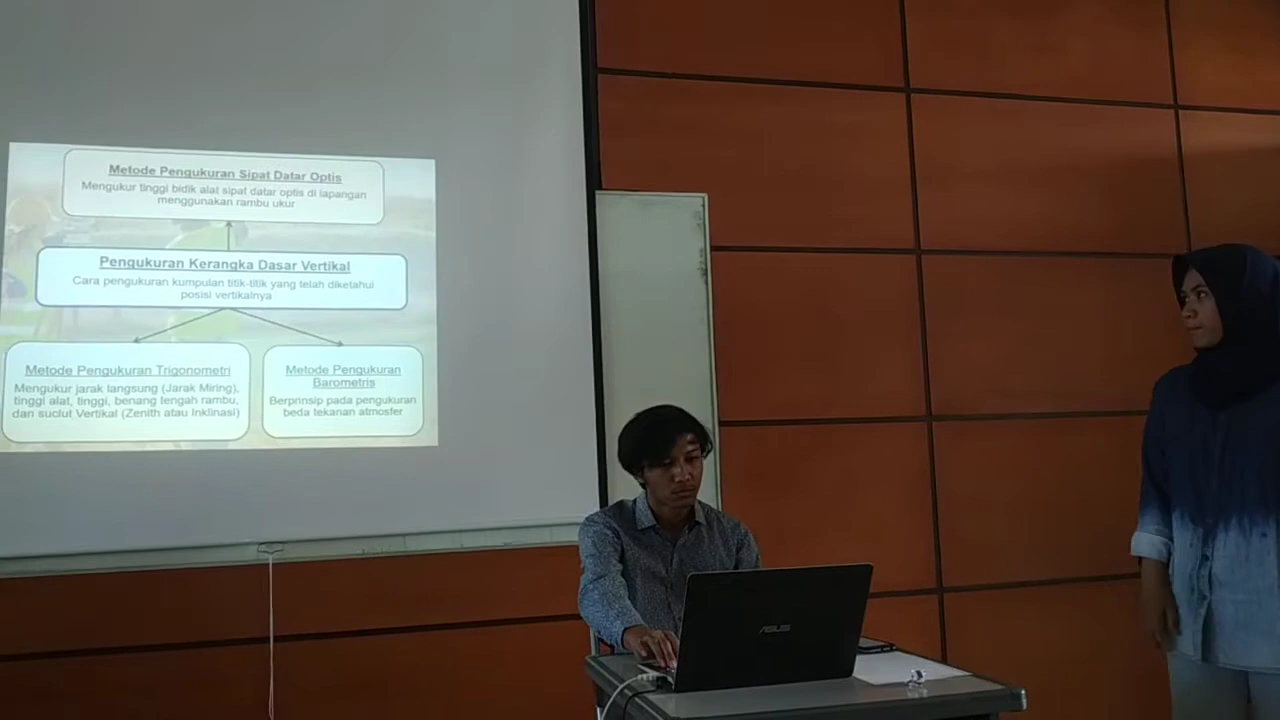 Metode Pengukuran Sipat Datar Optis
Mengukur tinggi bidik alat sipat datar optis di lapangan
menggunakan rambu ukur
Pengukuran Kerangka Dasar Vertikal
Cara pengukuran kumpulan titik-titik yang telah diketahui
posisi vertikalnya
Metode Pengukuran Trigonometri
Mengukur jarak langsung (Jarak Miring),
tinggi alat, tinggi, benang tengah rambu,
dan suclut Vertikal (Zenith atau Inklinasi)
Metode Pengukuran
Barometris
Berprinsip pada pengukuran
beda tekanan atmosfer
ASUS